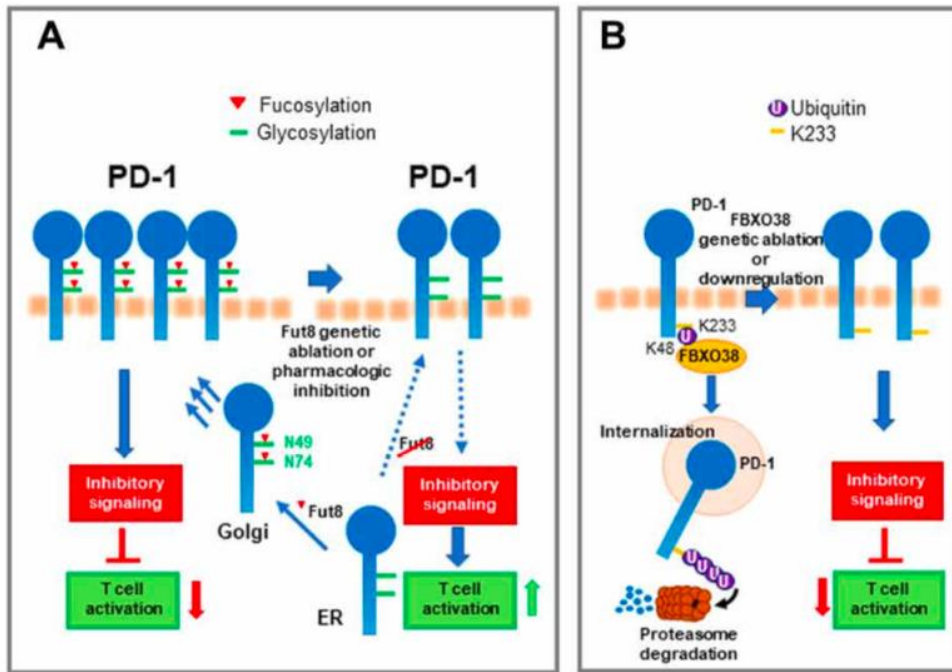 A
Fucosylation
Glycosylation
PD-1
PD-1
Fut8 genetic
ablation or
pharmacologic
inhibition
N49
N74
Fut8
Inhibitory
signaling
Inhibitory
signaling
Golgi
Fut8
T cell
activation
ER
T cell
activation
B
U Ubiquitin
K233
PD-1
FBXO38
genetic ablation
or
downregulation
K233
U
K48
FBXO38
Internalization
PD-1
Inhibitory
signaling
U U U U
T cell
activation
Proteasome
degradation